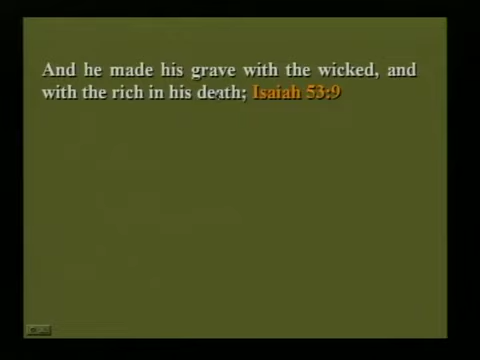 And he made his grave with the wicked, and
with the rich in his death; Isaiah 53:9